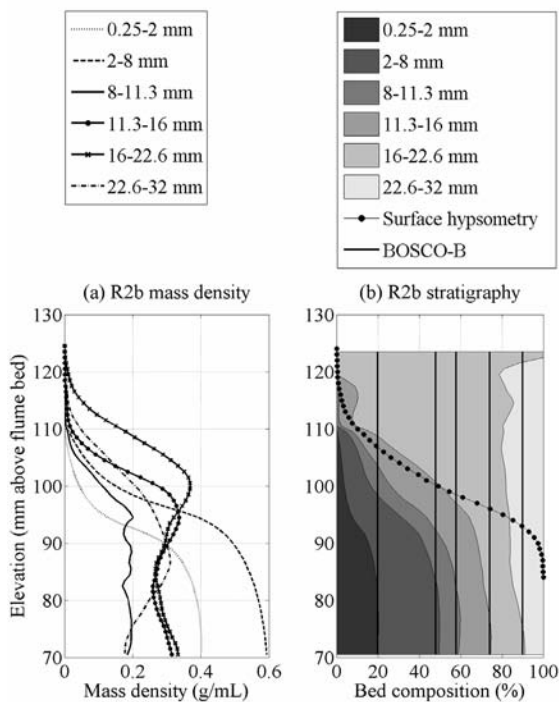 0.25-2 mm
2-8 mm
8-11.3 mm
11.3-16 mm
16-22.6 mm
22.6-32 mm
0.25-2 mm
2-8 mm
8-11.3 mm
11.3-16 mm
16-22.6 mm
22.6-32 mm
Surface hypsometry
BOSCO-B
(a) R2b mass density
(b) R2b stratigraphy
Elevation (mm above flume bed)
130
120
110
100
90
80
70
0 0.2 0.4 0.6
Mass density (g/mL)
130
120
110
100
90
80
70
0 20 40 60 80 100
Bed composition (%)